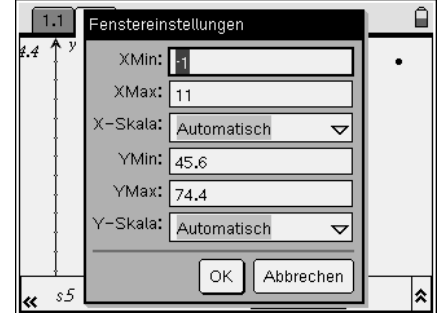 1.1
Fenstereinstellungen
4.4
y
XMin: -1
XMax: 11
X-Skala: Automatisch
YMin: 45.6
YMax: 74.4
Y-Skala: Automatisch
OK Abbrechen
« s5